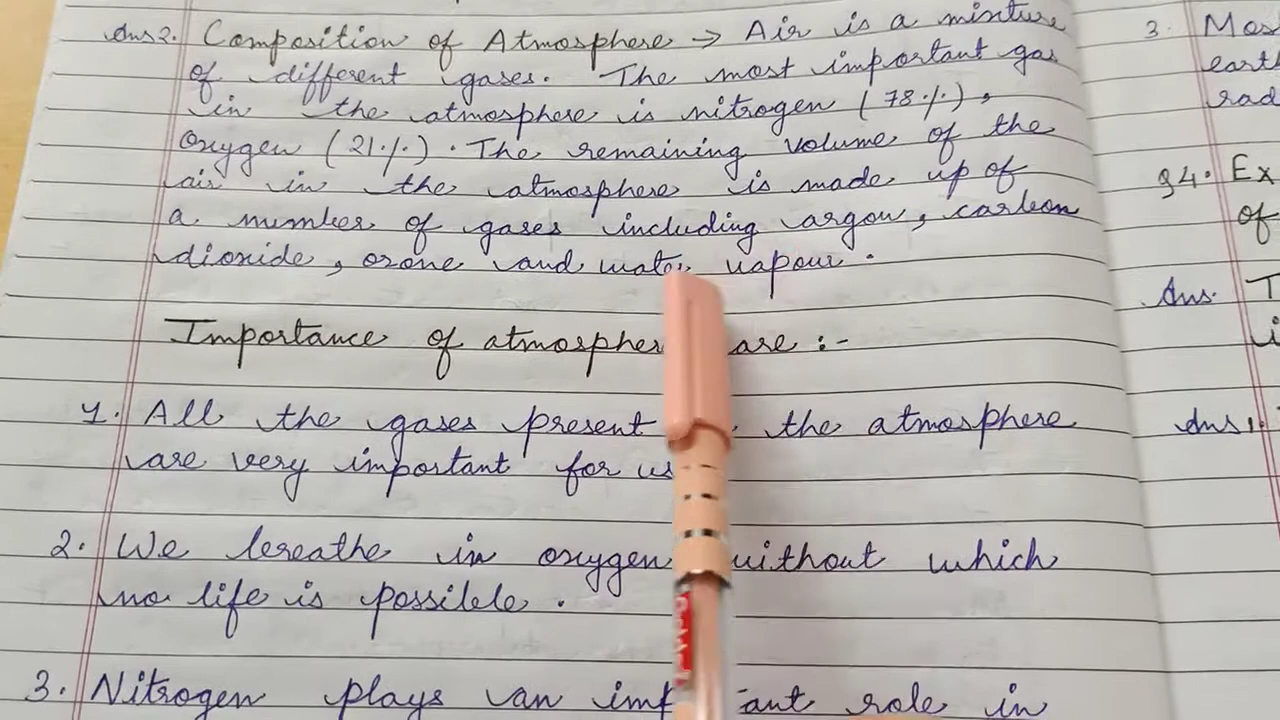 Ans 2. Composition of Atmosphere → Air is a mixture
of different gases. The most important gas
in the atmosphere is nitrogen (78%),
Oxygen (21%). The remaining volume of the
air in the atmosphere is made up of
a number of gases including argon, carbon
dioxide, ozone and water vapour.
Importance of atmosphere are :-
1. All the gases present the atmosphere
are very important for us
2. We breathe in oxygen without which
no life is possible.
3. Nitrogen plays an role in
3.
Q4. Ex
of
Ans.
Ans 1.